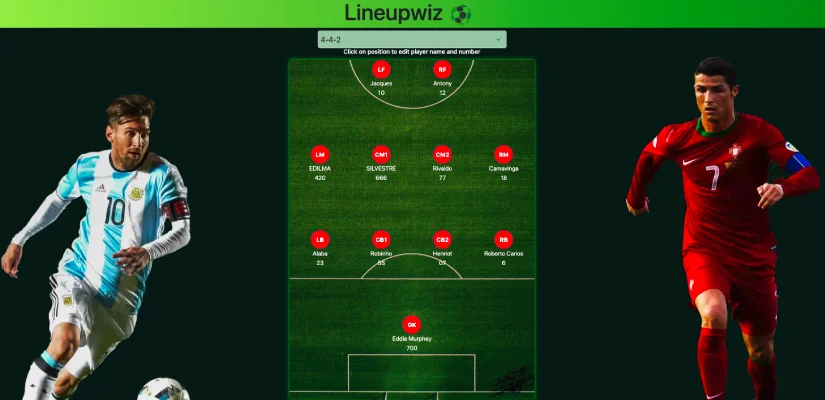 Lineupwiz
4-4-2
Click on position to edit player name and number
LF RF
Jacques Antony
10 12
LM CM1 CM2 RM
EDILMA SILVESTRE Rivaldo Camavinga
420 666 77 18
LB CB1 CB2 RB
Alaba Robinho Henriot Roberto Carlos
23 55 07 6
GK
Eddie Murphey
700
10
7